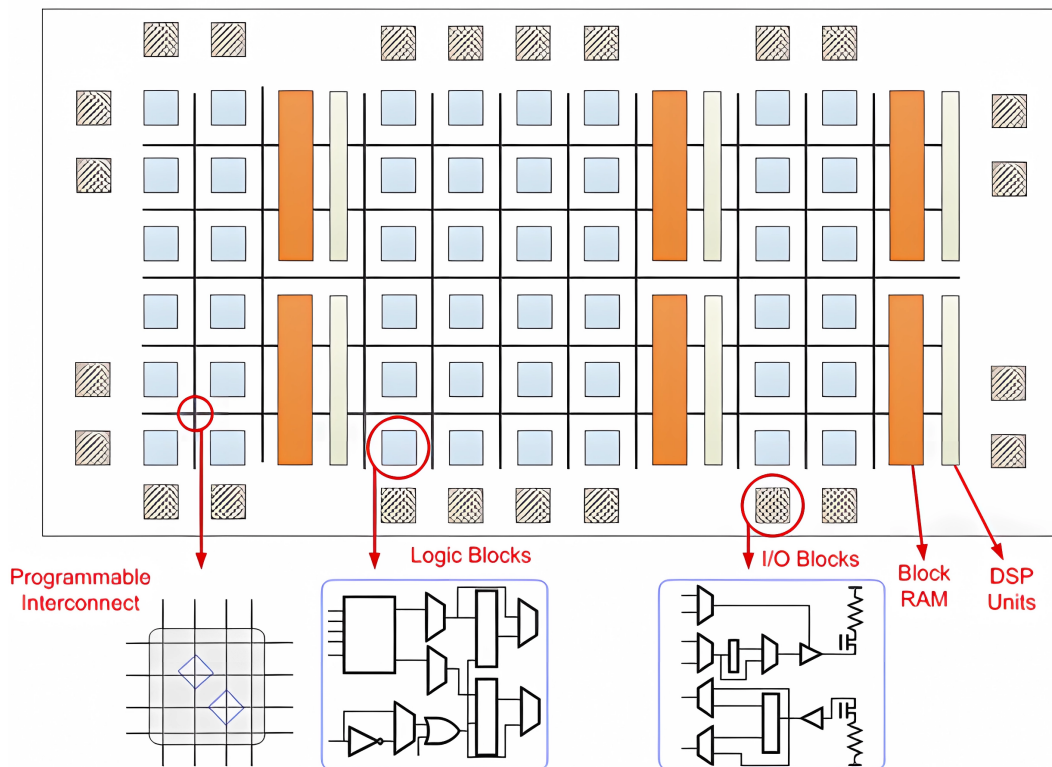 Programmable
Interconnect
Logic Blocks
I/O Blocks
Block
RAM
DSP
Units